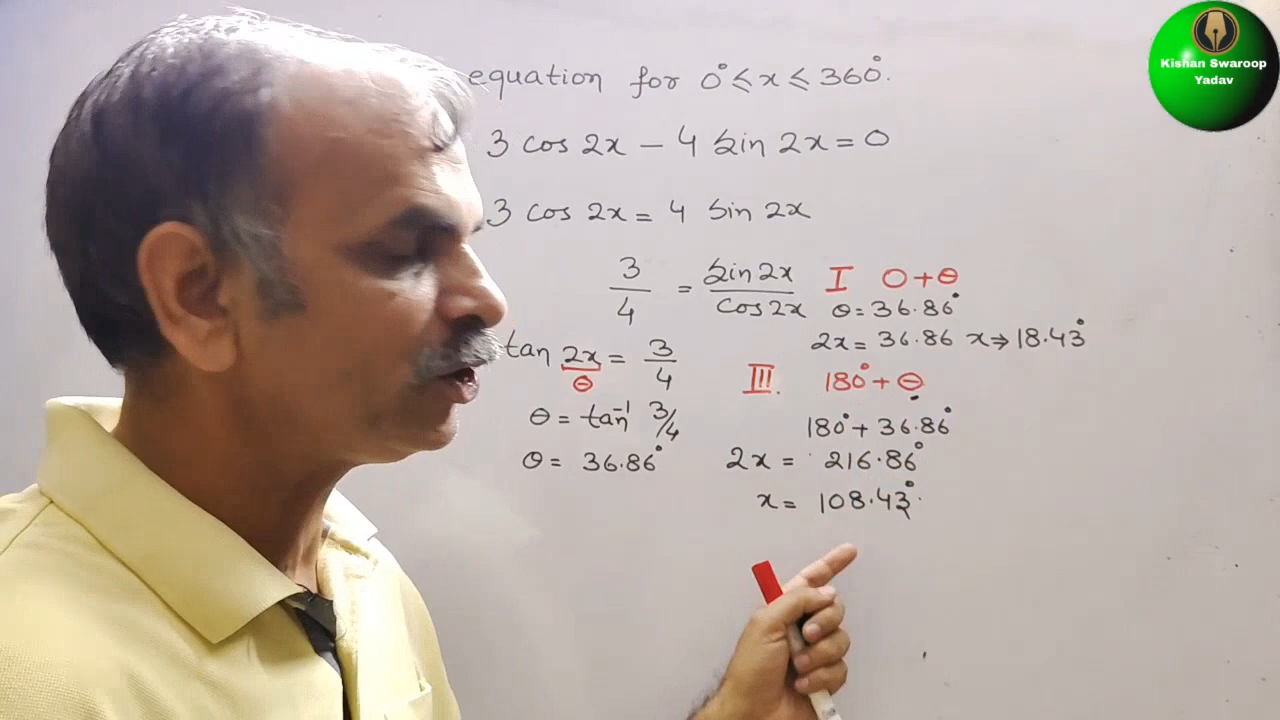 Kishan Swaroop
Yadav
equation for 0° ≤ x ≤ 360°.
3 cos 2x − 4 Sin 2x = 0
3 cos 2x = 4 Sin 2x
3/4 = Sin 2x / Cos 2x
I 0 + θ
θ = 36.86°
2x = 36.86 x ⇒ 18.43°
tan 2x = 3/4
θ
III. 180° + θ
θ = tan⁻¹ 3/4
180° + 36.86°
θ = 36.86°
2x = 216.86°
x = 108.43°.